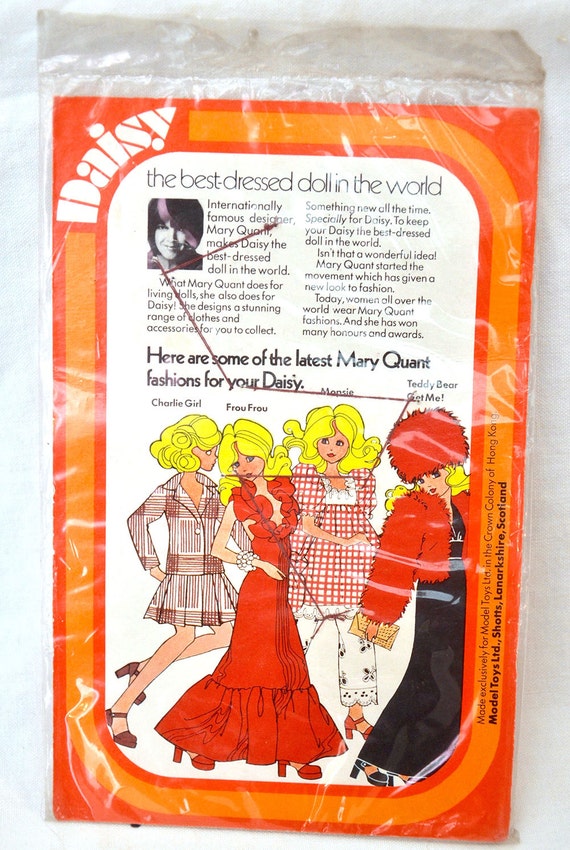 Daisy
the best-dressed doll in the world
Internationally
famous designer,
Mary Quant,
makes Daisy the
best-dressed
doll in the world.
What Mary Quant does for
living dolls, she also does for
Daisy! She designs a stunning
range of clothes and
accessories for you to collect.
Something new all the time.
Specially for Daisy. To keep
your Daisy the best-dressed
doll in the world.
Isn't that a wonderful idea!
Mary Quant started the
movement which has given a
new look to fashion.
Today, women all over the
world wear Mary Quant
fashions. And she has won
many honours and awards.
Here are some of the latest Mary Quant
fashions for your Daisy.
Charlie Girl
Frou Frou
Mopsie
Teddy Bear
Get Me!
Made exclusively for Model Toys Ltd. in the Crown Colony of Hong Kong
Model Toys Ltd., Shotts, Lanarkshire, Scotland